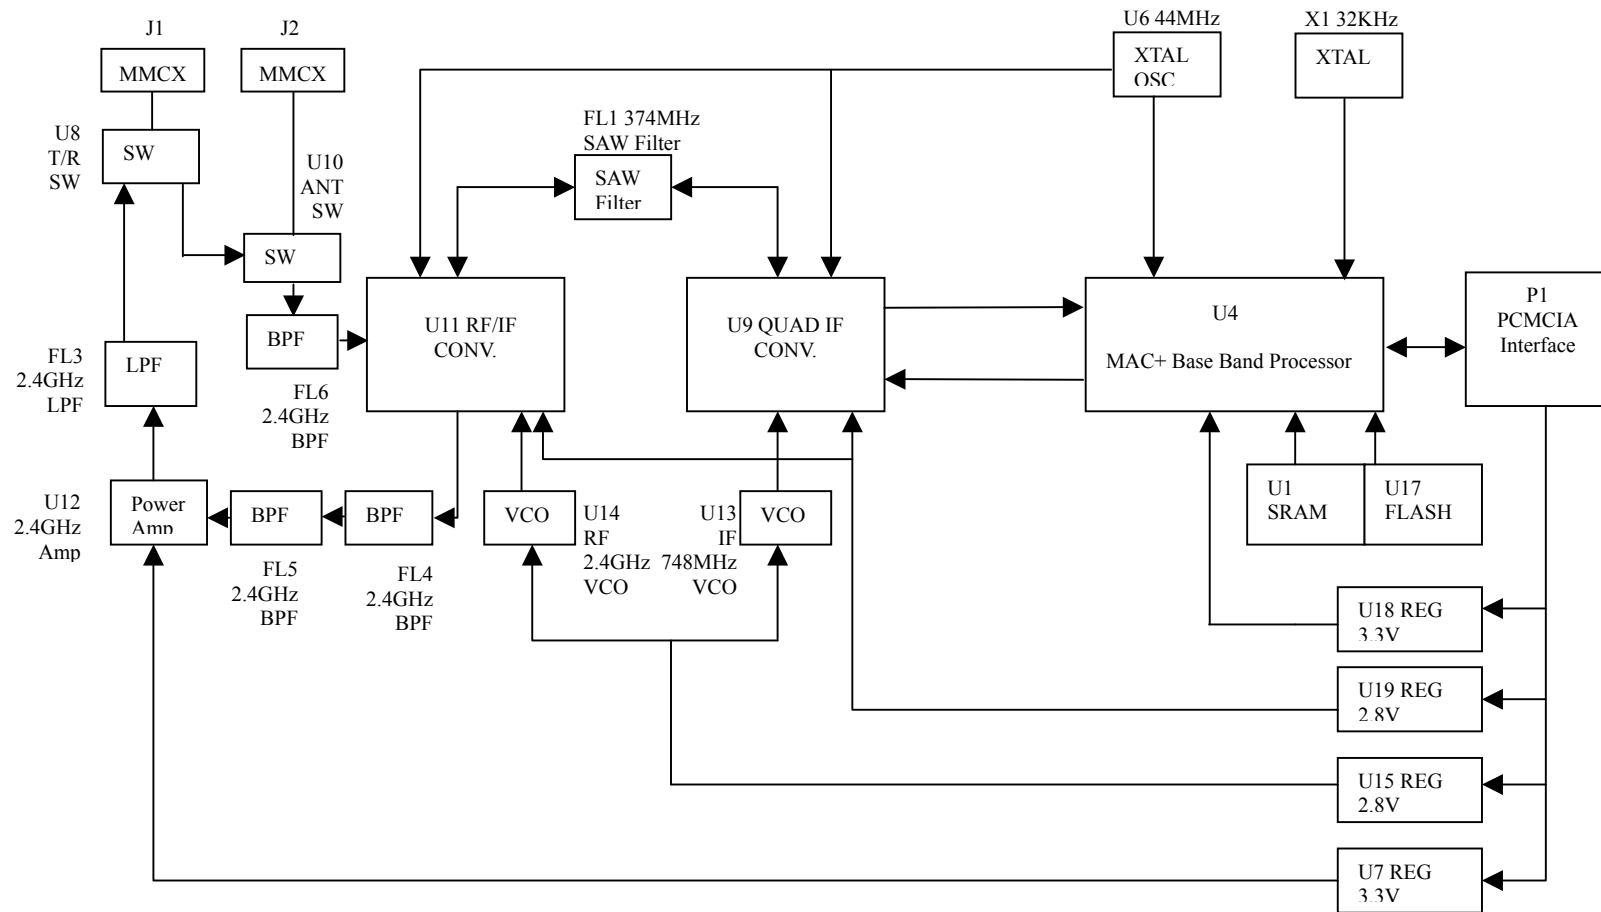 J1
MMCX
J2
MMCX
U6 44MHz
XTAL
OSC
X1 32KHz
XTAL
U8
T/R
SW
SW
U10
ANT
SW
SW
FL1 374MHz
SAW Filter
SAW
Filter
BPF
FL6
2.4GHz
BPF
U11 RF/IF
CONV.
U9 QUAD IF
CONV.
U4
MAC+ Base Band Processor
P1
PCMCIA
Interface
FL3
2.4GHz
LPF
LPF
U12
2.4GHz
Amp
Power
Amp
BPF
FL5
2.4GHz
BPF
BPF
FL4
2.4GHz
BPF
VCO
U14
RF
2.4GHz
VCO
U13
IF
748MHz
VCO
VCO
U1
SRAM
U17
FLASH
U18 REG
3.3V
U19 REG
2.8V
U15 REG
2.8V
U7 REG
3.3V